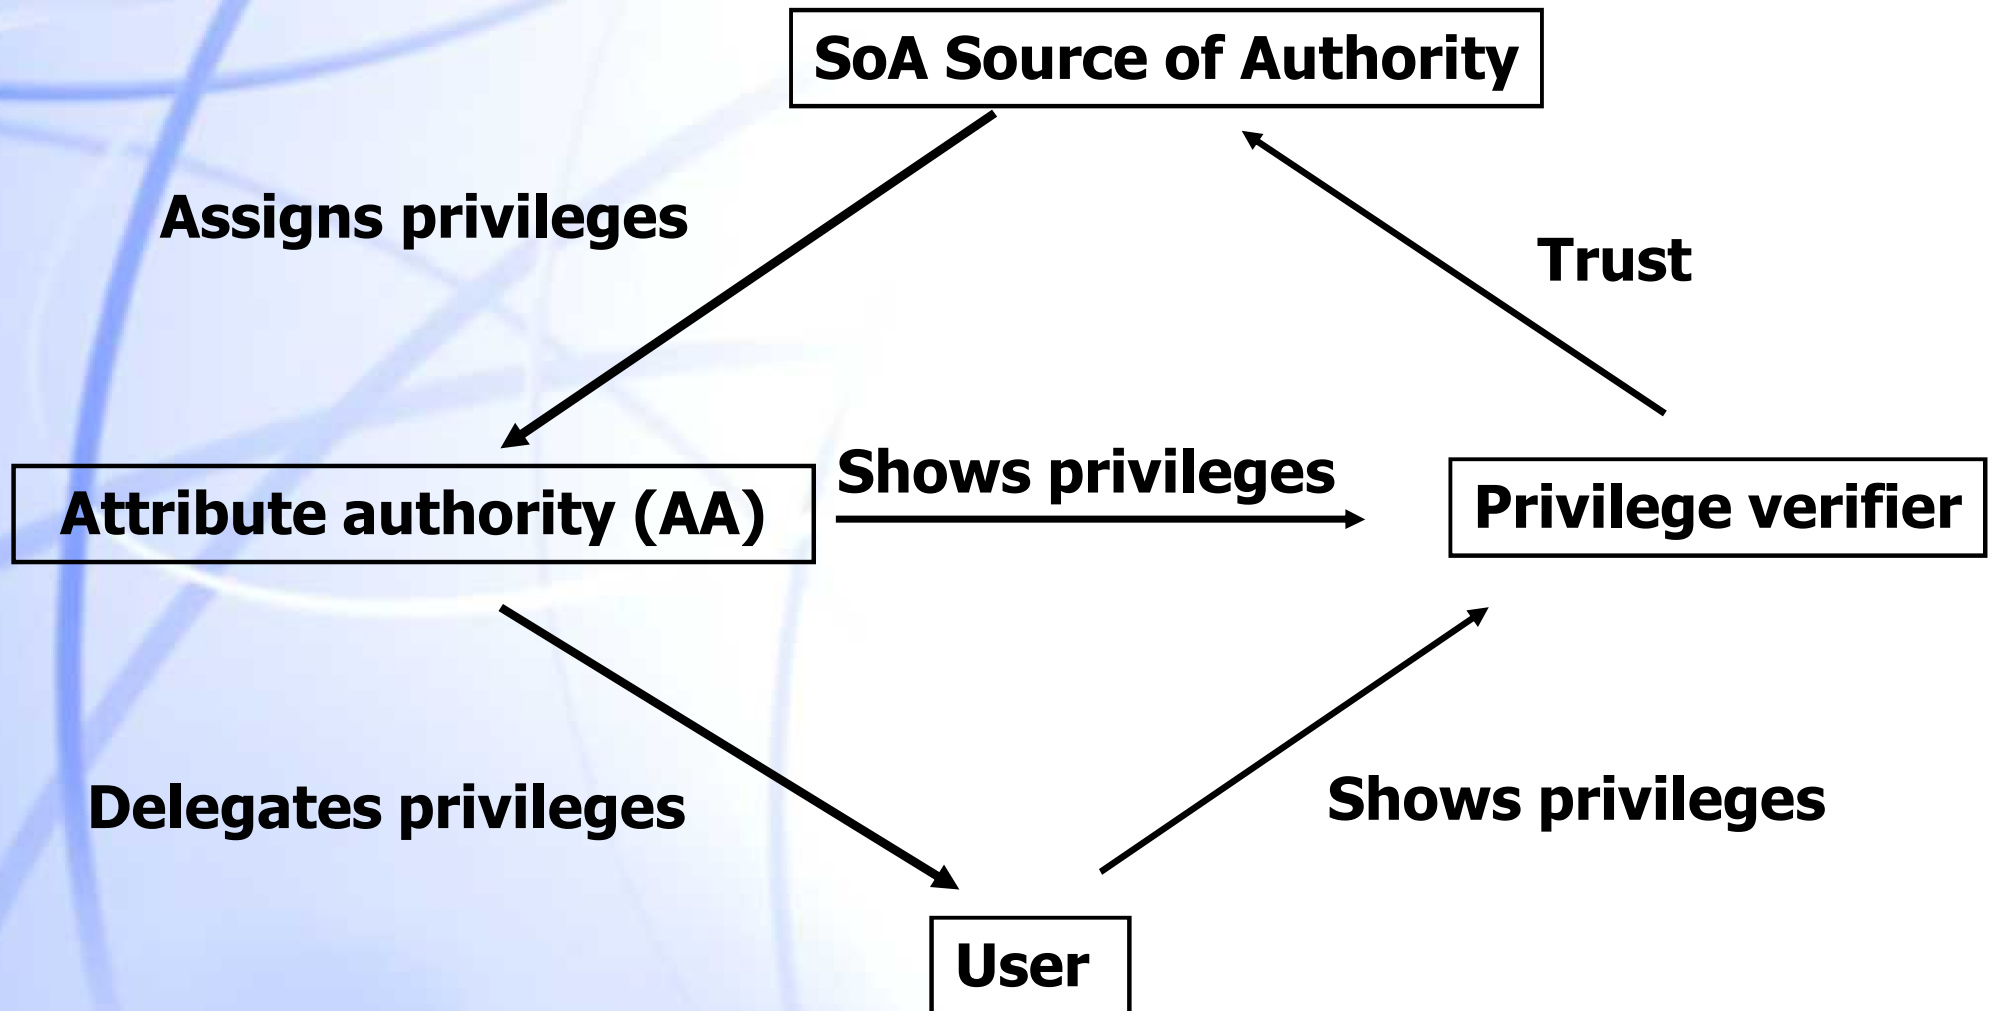 SoA Source of Authority
Assigns privileges
Trust
Shows privileges
Attribute authority (AA)
Privilege verifier
Delegates privileges
Shows privileges
User